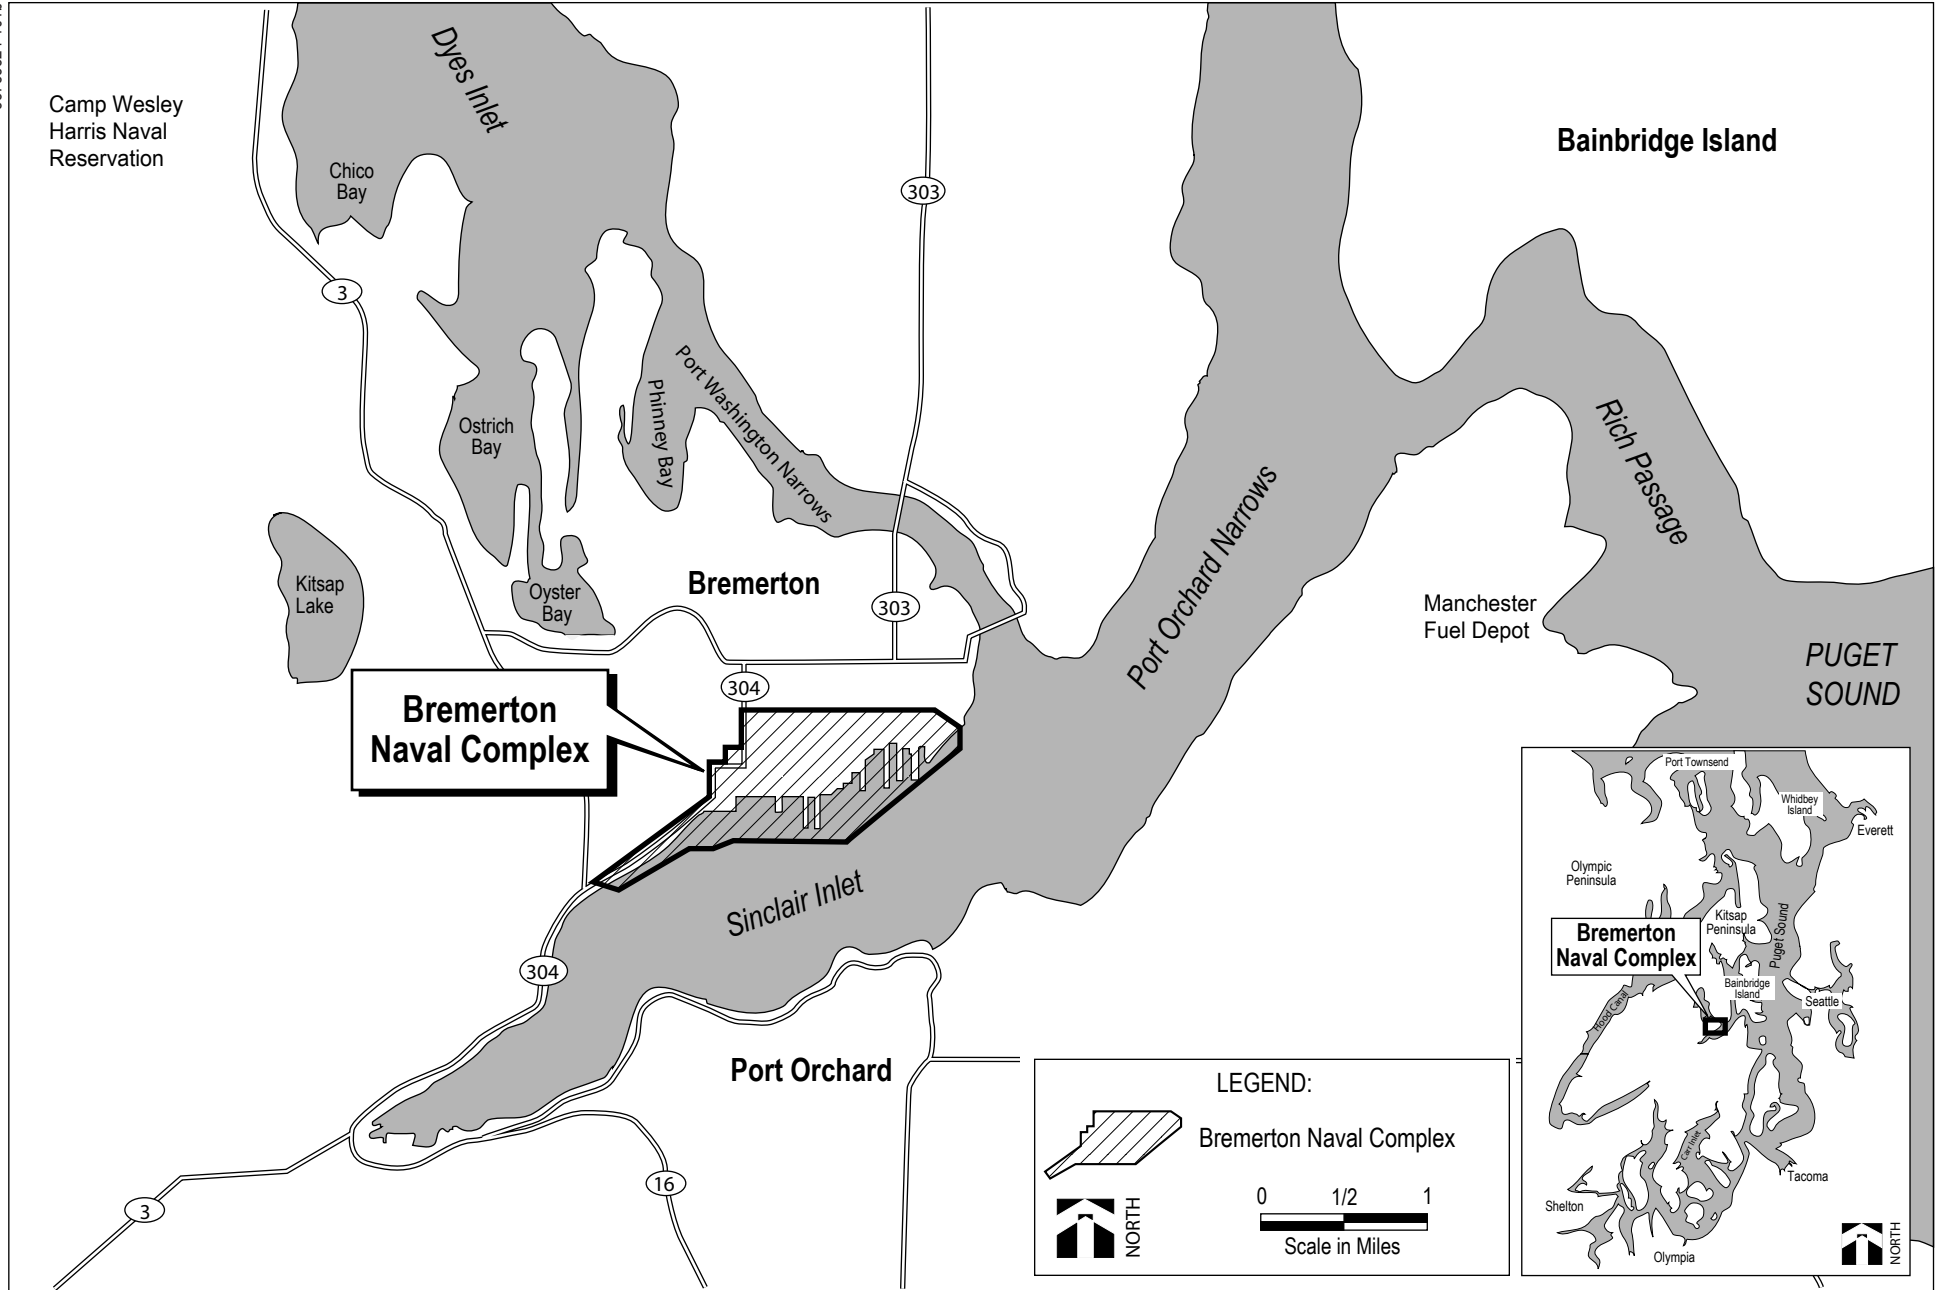 Dyes Inlet
Camp Wesley
Harris Naval
Reservation
Chico
Bay
303
Bainbridge Island
3
Port Washington Narrows
Phinney Bay
Ostrich
Bay
Rich Passage
Port Orchard Narrows
Kitsap
Lake
Oyster
Bay
Bremerton
303
Manchester
Fuel Depot
PUGET
SOUND
304
Bremerton
Naval Complex
Sinclair Inlet
304
Port Orchard
16
3
LEGEND:
Bremerton Naval Complex
NORTH
0 1/2 1
Scale in Miles
Port Townsend
Whidbey
Island
Everett
Olympic
Peninsula
Kitsap
Peninsula
Puget Sound
Bremerton
Naval Complex
Bainbridge
Island
Seattle
Hood Canal
Carr Inlet
Tacoma
Shelton
Olympia
NORTH